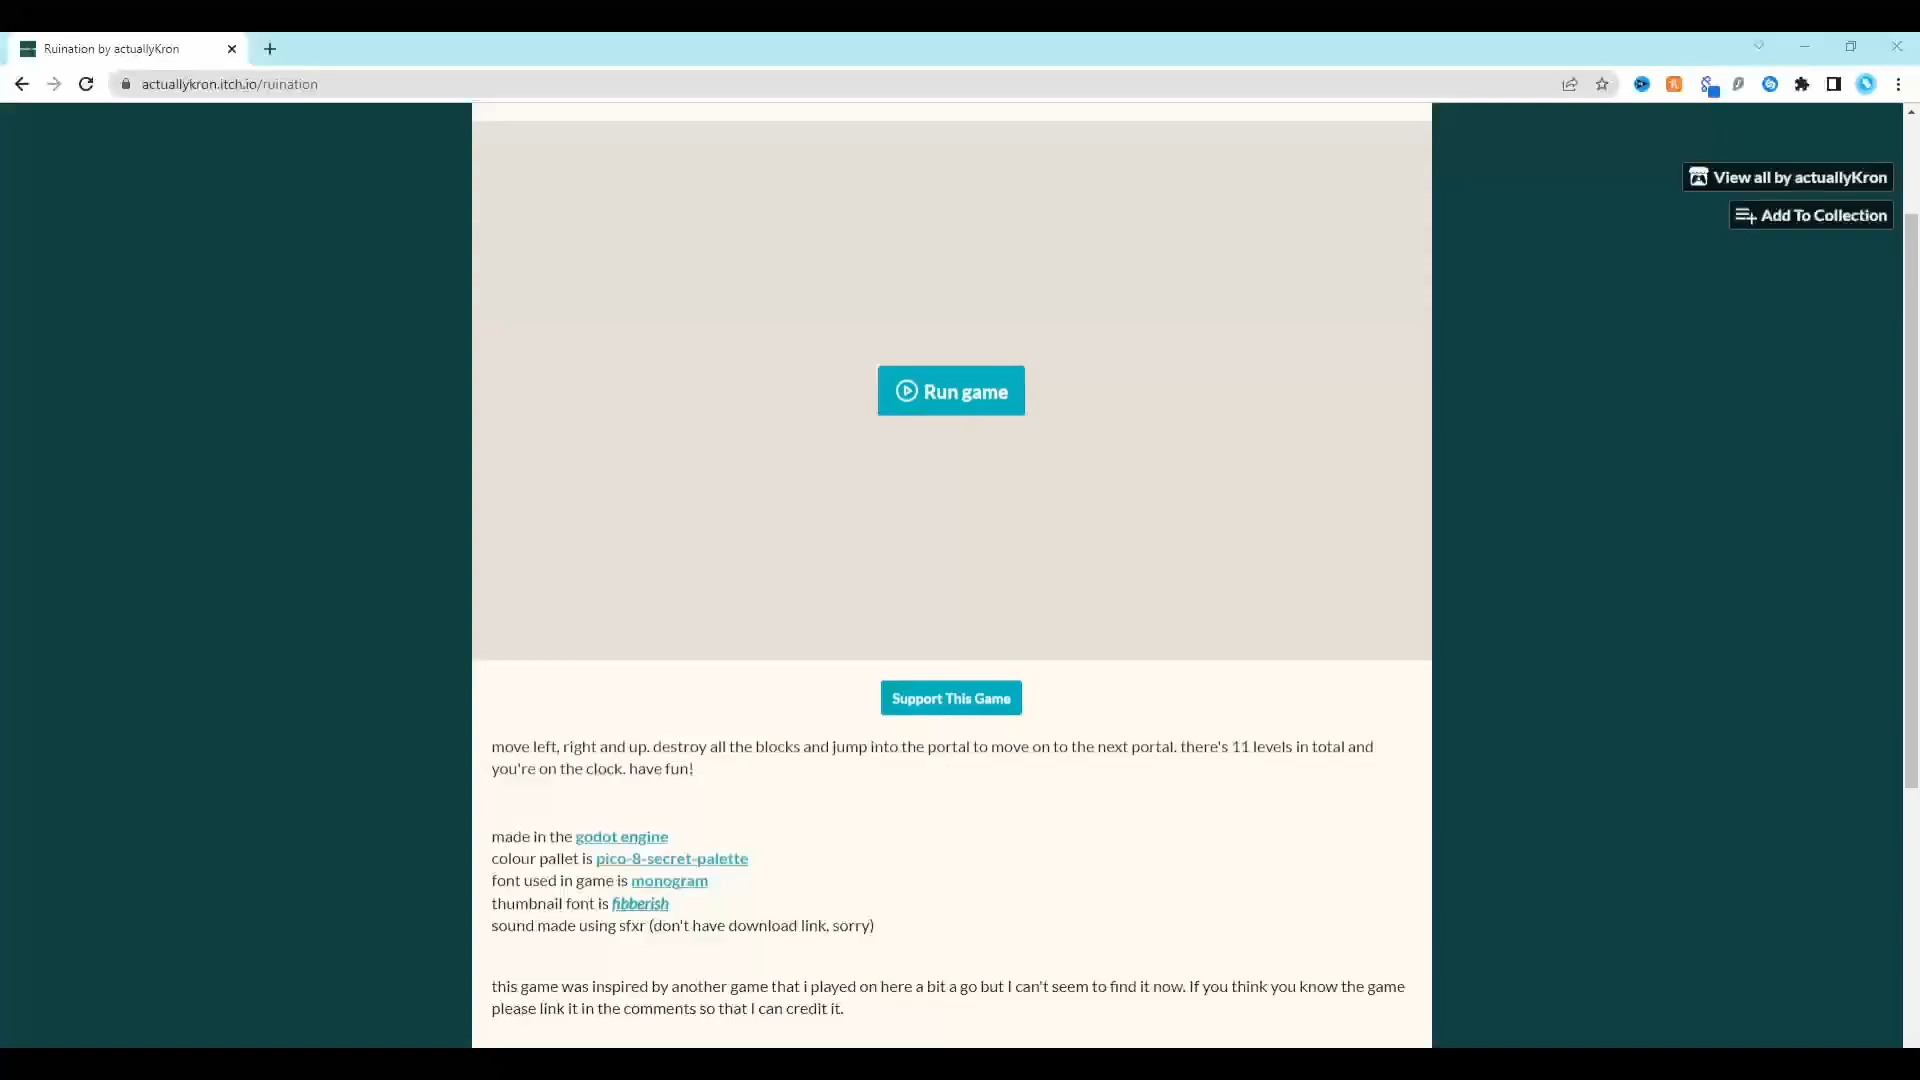 Ruination by actuallyKron
actuallykron.itch.io/ruination
View all by actuallyKron
Add To Collection
Run game
Support This Game
move left, right and up. destroy all the blocks and jump into the portal to move on to the next portal. there's 11 levels in total and
you're on the clock. have fun!
made in the godot engine
colour pallet is pico-8-secret-palette
font used in game is monogram
thumbnail font is fibberish
sound made using sfxr (don't have download link, sorry)
this game was inspired by another game that i played on here a bit a go but I can't seem to find it now. If you think you know the game
please link it in the comments so that I can credit it.